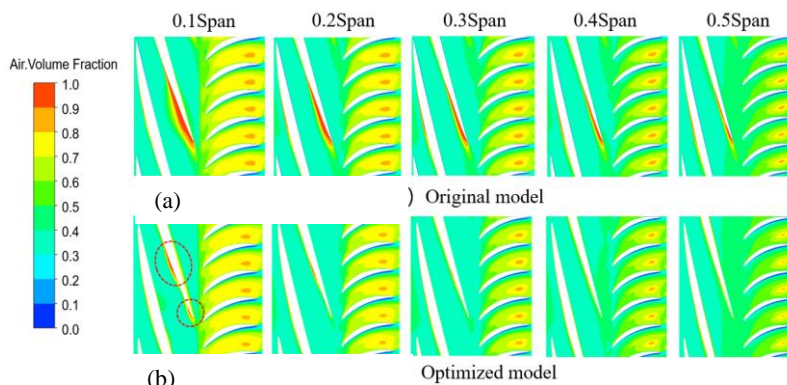 0.1Span 0.2Span 0.3Span 0.4Span 0.5Span
Air.Volume Fraction
1.0
0.9
0.8
0.7
0.6
0.5
0.4
0.3
0.2
0.1
0.0
(a) ) Original model
(b) Optimized model